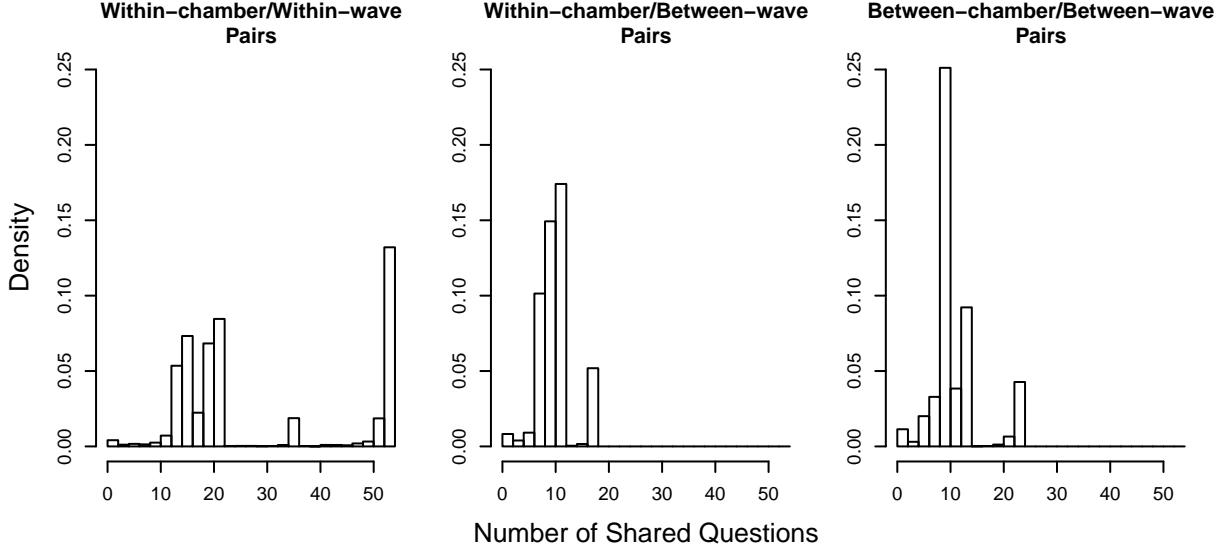 Within−chamber/Within−wave
Pairs
Within−chamber/Between−wave
Pairs
Between−chamber/Between−wave
Pairs
Density
0.00 0.05 0.10 0.15 0.20 0.25
0.00 0.05 0.10 0.15 0.20 0.25
0.00 0.05 0.10 0.15 0.20 0.25
0 10 20 30 40 50
0 10 20 30 40 50
0 10 20 30 40 50
Number of Shared Questions